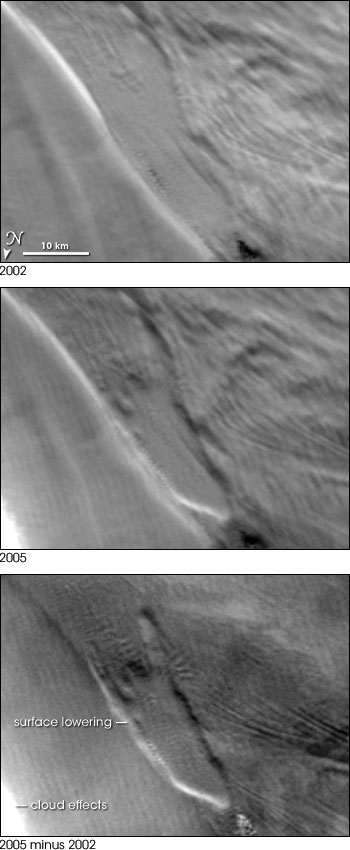 N
10 km
2002
2005
surface lowering
cloud effects
2005 minus 2002